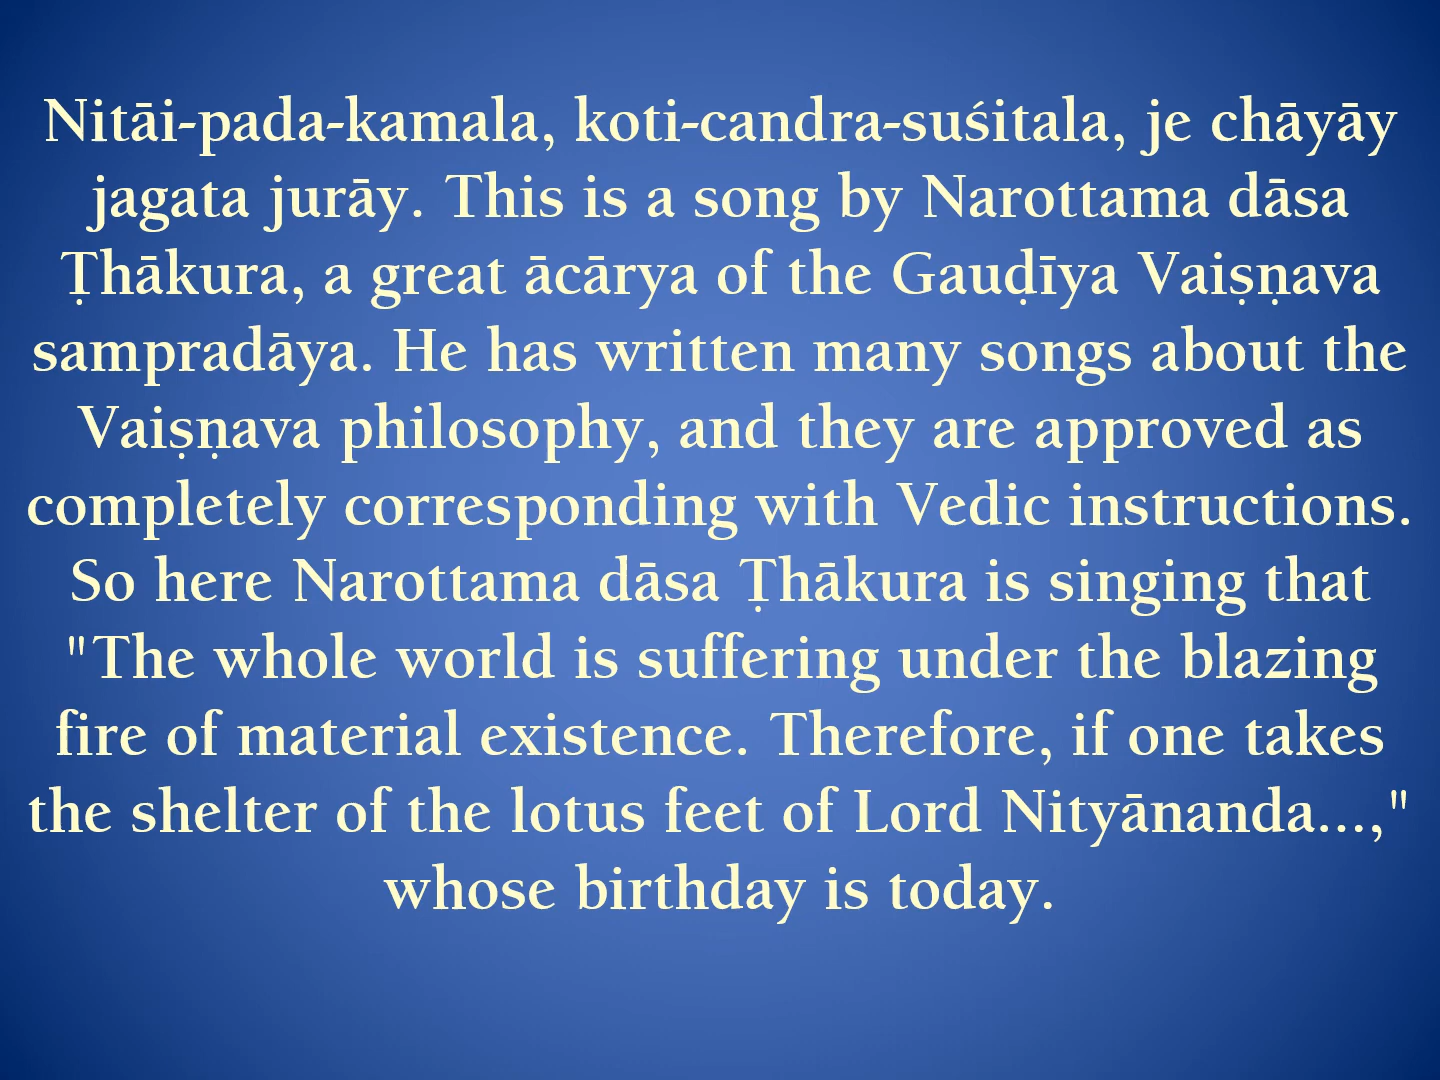 Nitāi-pada-kamala, koti-candra-suśitala, je chāyāy
jagata jurāy. This is a song by Narottama dāsa
Ṭhākura, a great ācārya of the Gauḍīya Vaiṣṇava
sampradāya. He has written many songs about the
Vaiṣṇava philosophy, and they are approved as
completely corresponding with Vedic instructions.
So here Narottama dāsa Ṭhākura is singing that
"The whole world is suffering under the blazing
fire of material existence. Therefore, if one takes
the shelter of the lotus feet of Lord Nityānanda...,"
whose birthday is today.